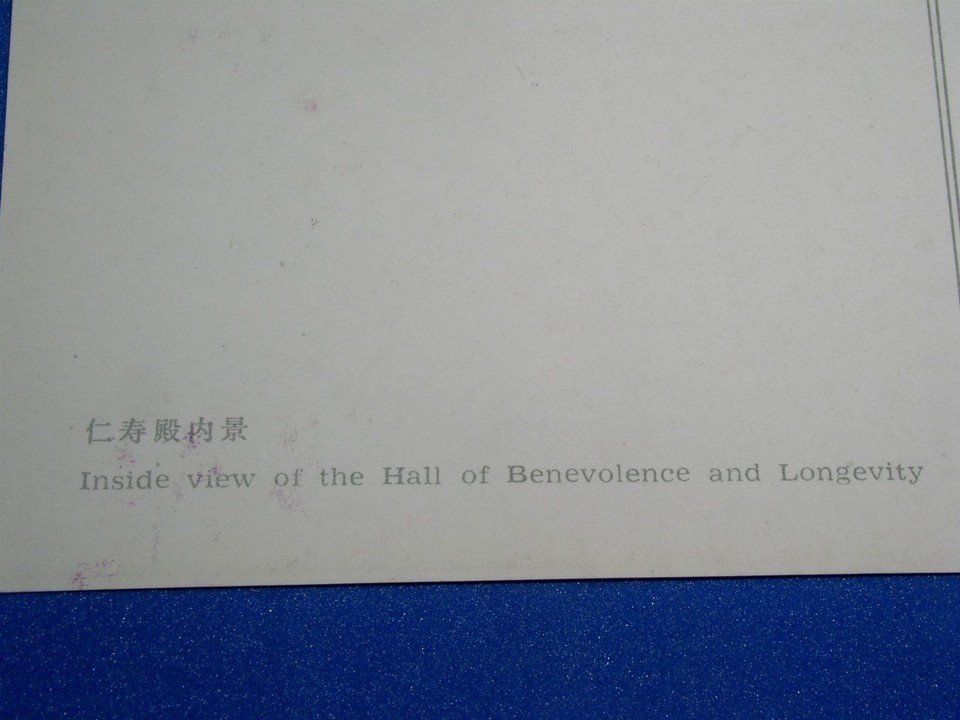 仁寿殿内景
Inside view of the Hall of Benevolence and Longevity